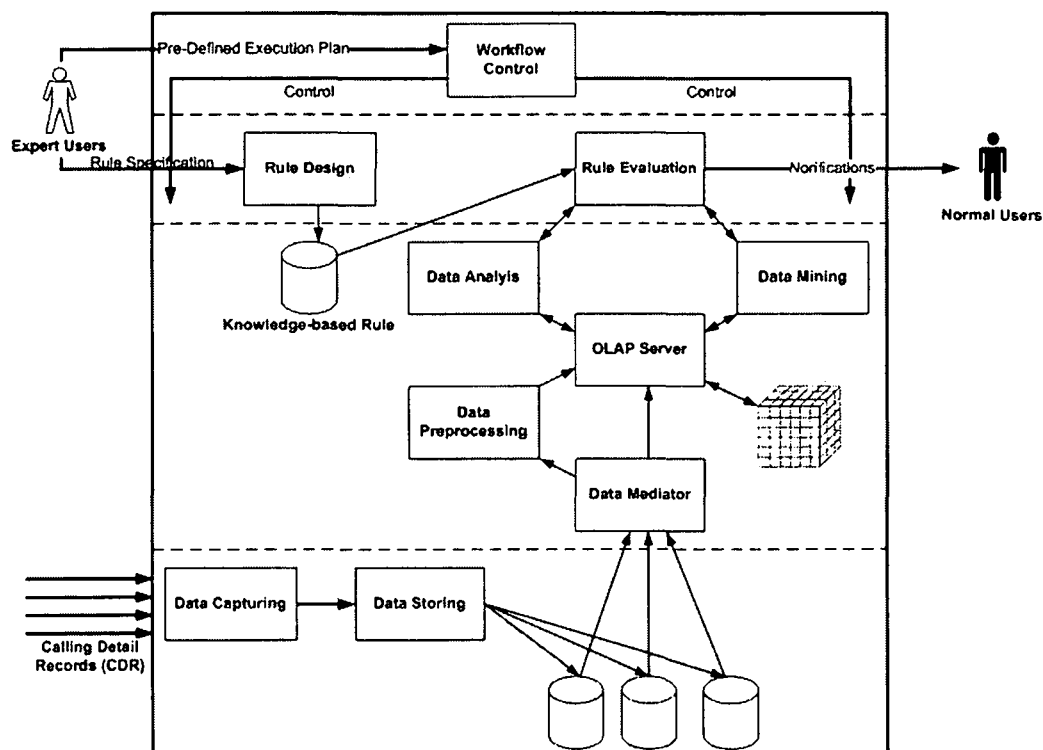 Pre-Defined Execution Plan
Workflow
Control
Control
Control
Expert Users
Rule Specification
Rule Design
Rule Evaluation
Norifications
Normal Users
Data Analyis
Data Mining
Knowledge-based Rule
OLAP Server
Data
Preprocessing
Data Mediator
Data Capturing
Data Storing
Calling Detail
Records (CDR)